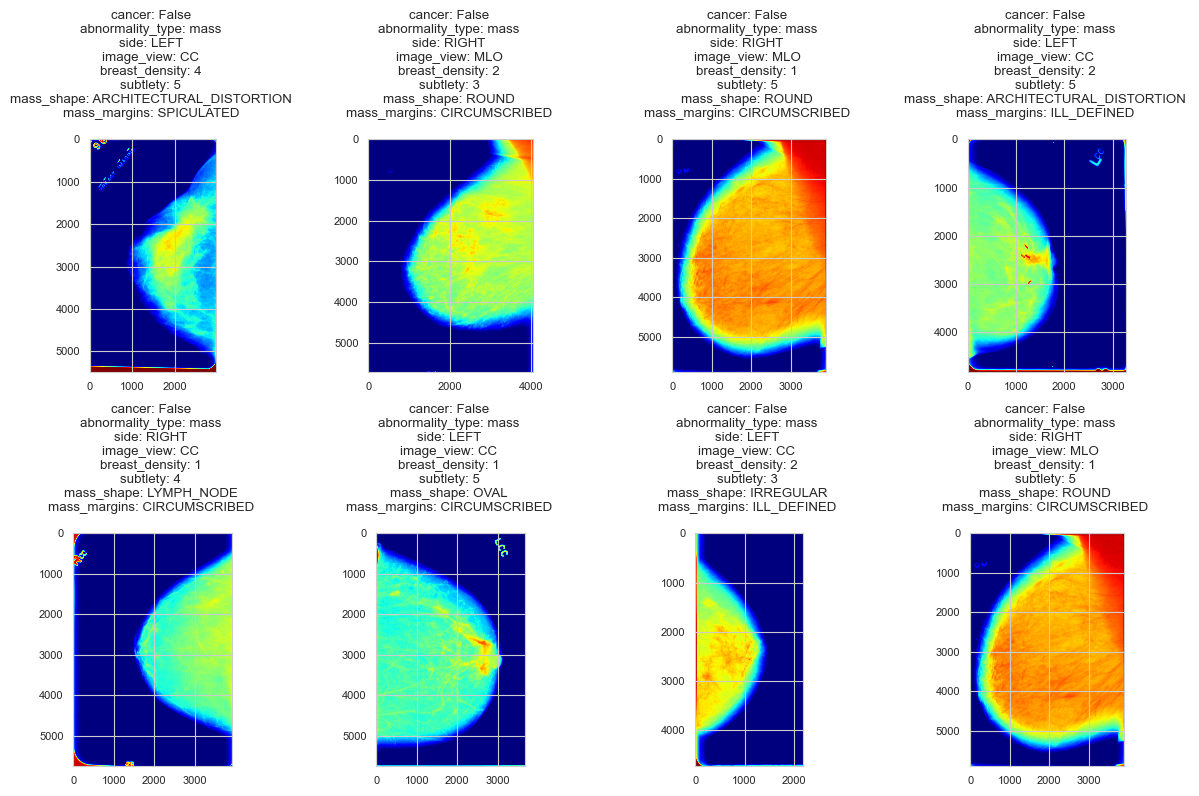 cancer: False
abnormality_type: mass
side: LEFT
image_view: CC
breast_density: 4
subtlety: 5
mass_shape: ARCHITECTURAL_DISTORTION
mass_margins: SPICULATED
0
1000
2000
3000
4000
5000
0 1000 2000
cancer: False
abnormality_type: mass
side: RIGHT
image_view: MLO
breast_density: 2
subtlety: 3
mass_shape: ROUND
mass_margins: CIRCUMSCRIBED
0
1000
2000
3000
4000
5000
0 2000 4000
cancer: False
abnormality_type: mass
side: RIGHT
image_view: MLO
breast_density: 1
subtlety: 5
mass_shape: ROUND
mass_margins: CIRCUMSCRIBED
0
1000
2000
3000
4000
5000
0 1000 2000 3000
cancer: False
abnormality_type: mass
side: LEFT
image_view: CC
breast_density: 2
subtlety: 5
mass_shape: ARCHITECTURAL_DISTORTION
mass_margins: ILL_DEFINED
LCC
0
1000
2000
3000
4000
0 1000 2000 3000
cancer: False
abnormality_type: mass
side: RIGHT
image_view: CC
breast_density: 1
subtlety: 4
mass_shape: LYMPH_NODE
mass_margins: CIRCUMSCRIBED
0
1000
2000
3000
4000
5000
0 1000 2000 3000
cancer: False
abnormality_type: mass
side: LEFT
image_view: CC
breast_density: 1
subtlety: 5
mass_shape: OVAL
mass_margins: CIRCUMSCRIBED
LCC
0
1000
2000
3000
4000
5000
0 1000 2000 3000
cancer: False
abnormality_type: mass
side: LEFT
image_view: CC
breast_density: 2
subtlety: 3
mass_shape: IRREGULAR
mass_margins: ILL_DEFINED
0
1000
2000
3000
4000
0 1000 2000
cancer: False
abnormality_type: mass
side: RIGHT
image_view: MLO
breast_density: 1
subtlety: 5
mass_shape: ROUND
mass_margins: CIRCUMSCRIBED
0
1000
2000
3000
4000
5000
0 1000 2000 3000